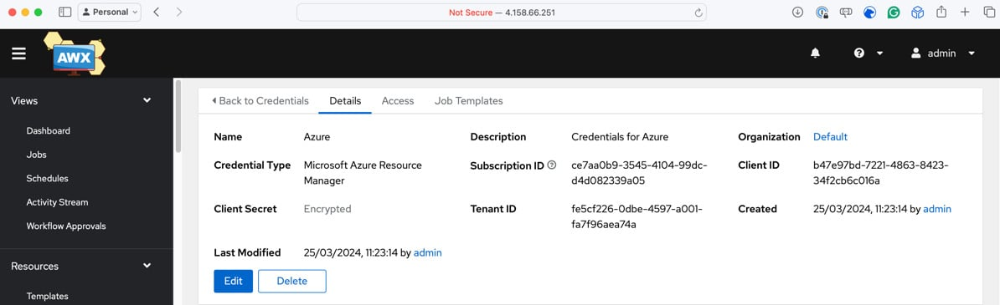 Personal
Not Secure — 4.158.66.251
AWX
admin
Views
Dashboard
Jobs
Schedules
Activity Stream
Workflow Approvals
Resources
Templates
Back to Credentials Details Access Job Templates
Name Azure Description Credentials for Azure Organization Default
Credential Type Microsoft Azure Resource Subscription ID ce7aa0b9-3545-4104-99dc- Client ID b47e97bd-7221-4863-8423-
Manager d4d082339a05 34f2cb6c016a
Client Secret Encrypted Tenant ID fe5cf226-0dbe-4597-a001- Created 25/03/2024, 11:23:14 by admin
fa7f96aea74a
Last Modified 25/03/2024, 11:23:14 by admin
Edit Delete